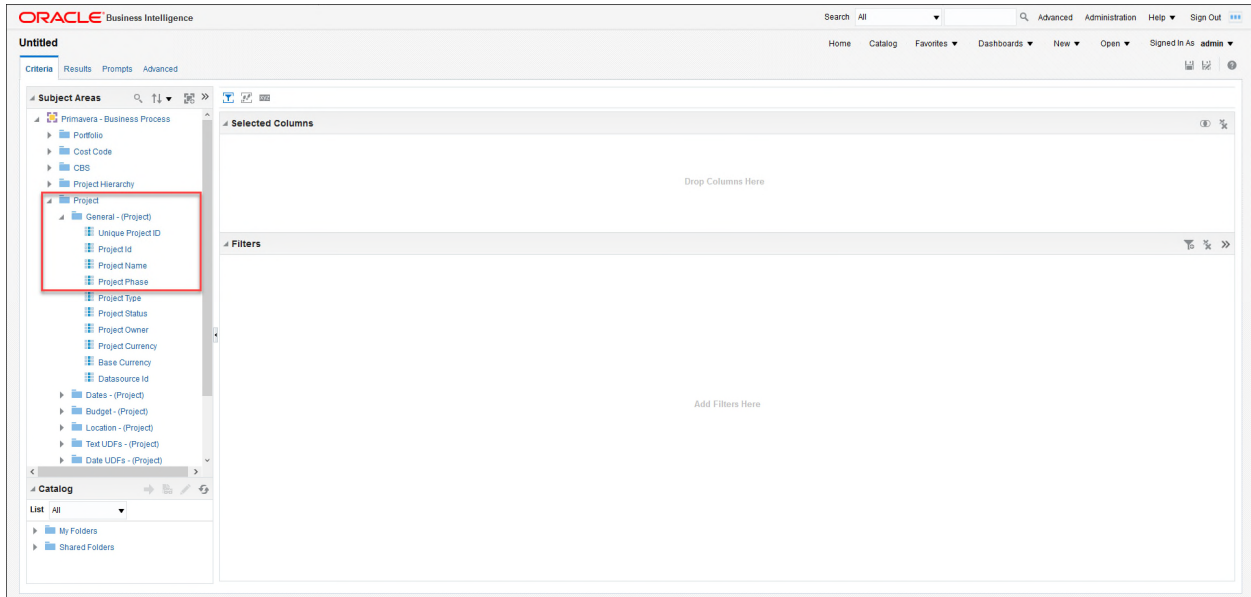 ORACLE Business Intelligence
Search All Advanced Administration Help Sign Out
Untitled
Home Catalog Favorites Dashboards New Open Signed In As admin
Criteria Results Prompts Advanced
Subject Areas
Primavera - Business Process
Portfolio
Cost Code
CBS
Project Hierarchy
Project
General - (Project)
Unique Project ID
Project Id
Project Name
Project Phase
Project Type
Project Status
Project Owner
Project Currency
Base Currency
Datasource Id
Dates - (Project)
Budget - (Project)
Location - (Project)
Text UDFs - (Project)
Date UDFs - (Project)
Catalog
List All
My Folders
Shared Folders
Selected Columns
Drop Columns Here
Filters
Add Filters Here